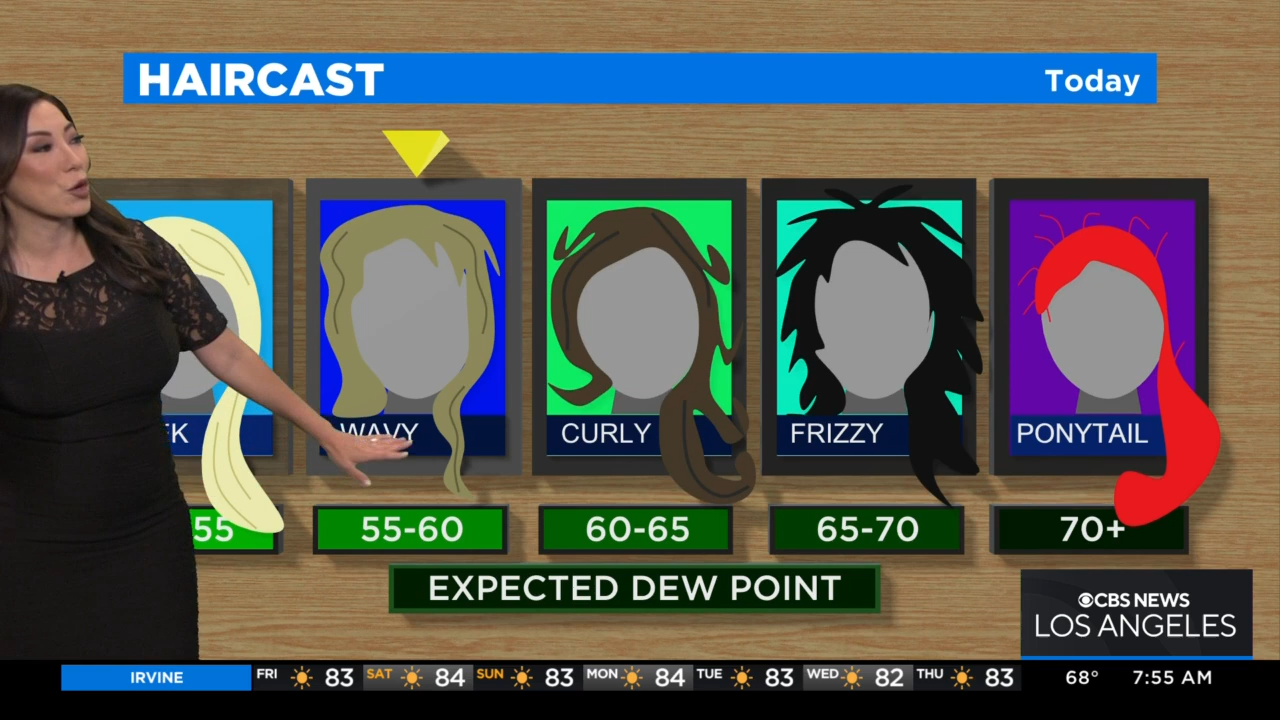 HAIRCAST
Today
EK
WAVY
CURLY
FRIZZY
PONYTAIL
55
55-60
60-65
65-70
70+
EXPECTED DEW POINT
CBS NEWS
LOS ANGELES
IRVINE
FRI 83 SAT 84 SUN 83 MON 84 TUE 83 WED 82 THU 83
68° 7:55 AM